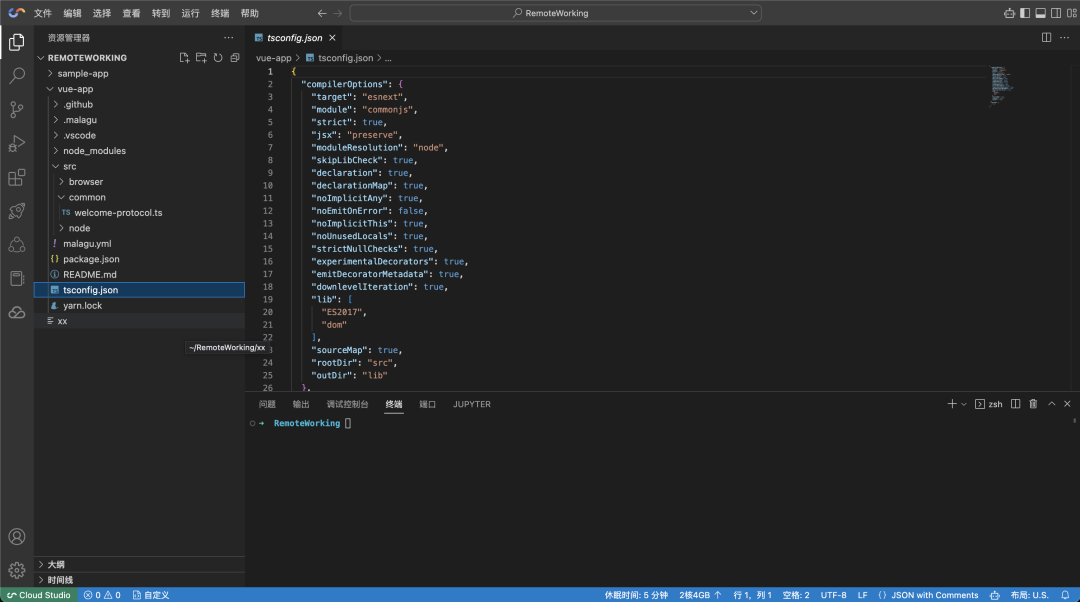 文件 编辑 选择 查看 转到 运行 终端 帮助 RemoteWorking
资源管理器
REMOTEWORKING
sample-app
vue-app
.github
.malagu
.vscode
node_modules
src
browser
common
TS welcome-protocol.ts
node
! malagu.yml
{} package.json
README.md
tsconfig.json
yarn.lock
xx
~/RemoteWorking/xx
大纲
时间线
tsconfig.json
vue-app > tsconfig.json > ...
1 {
2 "compilerOptions": {
3 "target": "esnext",
4 "module": "commonjs",
5 "strict": true,
6 "jsx": "preserve",
7 "moduleResolution": "node",
8 "skipLibCheck": true,
9 "declaration": true,
10 "declarationMap": true,
11 "noImplicitAny": true,
12 "noEmitOnError": false,
13 "noImplicitThis": true,
14 "noUnusedLocals": true,
15 "strictNullChecks": true,
16 "experimentalDecorators": true,
17 "emitDecoratorMetadata": true,
18 "downlevelIteration": true,
19 "lib": [
20 "ES2017",
21 "dom"
22 ],
3 "sourceMap": true,
24 "rootDir": "src",
25 "outDir": "lib"
26 },
问题 输出 调试控制台 终端 端口 JUPYTER zsh
RemoteWorking
Cloud Studio 0 0 自定义 休眠时间: 5 分钟 2核4GB 行 1, 列 1 空格: 2 UTF-8 LF {} JSON with Comments 布局: U.S.